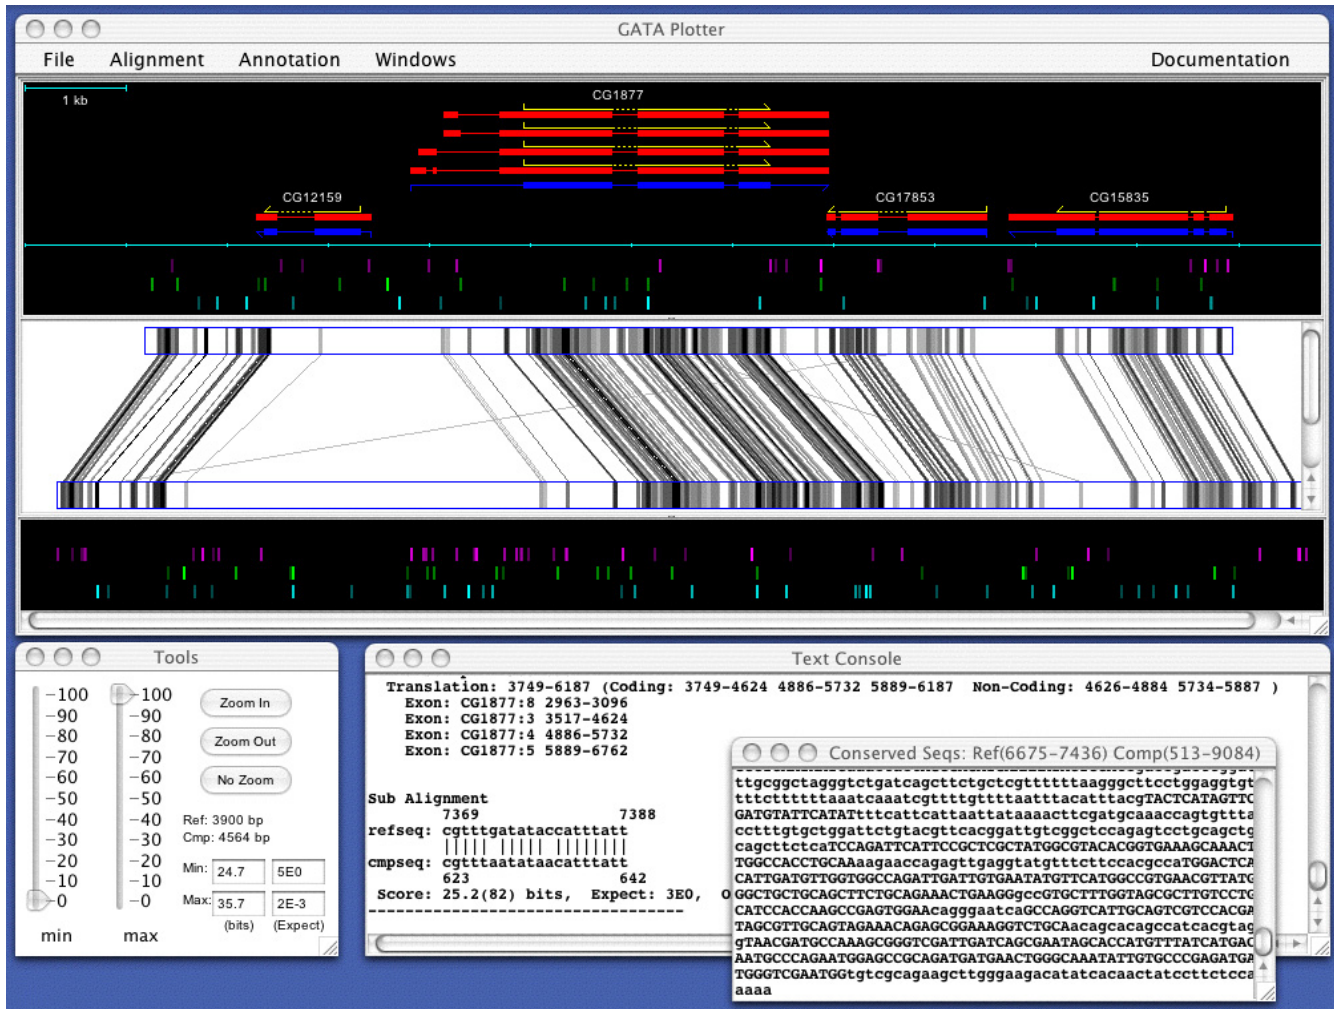 GATA Plotter
File Alignment Annotation Windows Documentation
1 kb
CG1877
CG12159
CG17853
CG15835
Tools
-100 -100
-90 -90
-80 -80
-70 -70
-60 -60
-50 -50
-40 -40
-30 -30
-20 -20
-10 -10
-0 -0
min max
Zoom In
Zoom Out
No Zoom
Ref: 3900 bp
Cmp: 4564 bp
Min: 24.7 5E0
Max: 35.7 2E-3
(bits) (Expect)
Text Console
Translation: 3749-6187 (Coding: 3749-4624 4886-5732 5889-6187 Non-Coding: 4626-4884 5734-5887 )
Exon: CG1877:8 2963-3096
Exon: CG1877:3 3517-4624
Exon: CG1877:4 4886-5732
Exon: CG1877:5 5889-6762
Sub Alignment
7369 7388
refseq: cgtttgatataccatttatt
||||| ||||| ||||||||
cmpseq: cgtttaatataacatttatt
623 642
Score: 25.2(82) bits, Expect: 3E0, O
--------------------------------
Conserved Seqs: Ref(6675-7436) Comp(513-9084)
ttgcggctagggtctgatcagcttctgctcgttttttaagggcttcctggaggtgt
tttctttttttaaatcaaatcgttttgttttaatttacatttacgTACTCATAGTTC
GATGTATTCATATTttcattcattaattataaaacttcgatgcaaaccagtgttta
cctttgtgctggattctgtacgttcacggattgtcggctccagagtcctgcagctg
cagcttctcaTCCAGATTCATTCCGCTCGCTATGGCGTACACGGTGAAAGCAAACT
TGGCCACCTGCAAaagaaccagagttgaggtatgtttcttccacgccaTGGACTCA
CATTGATGTTGGTGGCCAGATTGATTGTGAATATGTTCATGGCCGTGAACGTTATG
GGCTGCTGCAGCTTCTGCAGAAACTGAAGGgccGTGCTTTGGTAGCGCTTGTCCTG
CATCCACCAAGCCGAGTGGAACagggaatcaGCCAGGTCATTGCAGTCGTCCACGA
TAGCGTTGCAGTAGAAACAGAGCGGAAAGGTCTGCAacagcacagccatcacgtag
gTAACGATGCCAAAGCGGGTCGATTGATCAGCGAATAGCACCATGTTTATCATGAC
AATGCCCAGAATGGAGCCGCAGATGATGAACTGGGCAAATATTGTGCCCGAGATGA
TGGGTCGAATGGtgtcgcagaagcttgggaagacatatcacaactatccttctcca
aaaa